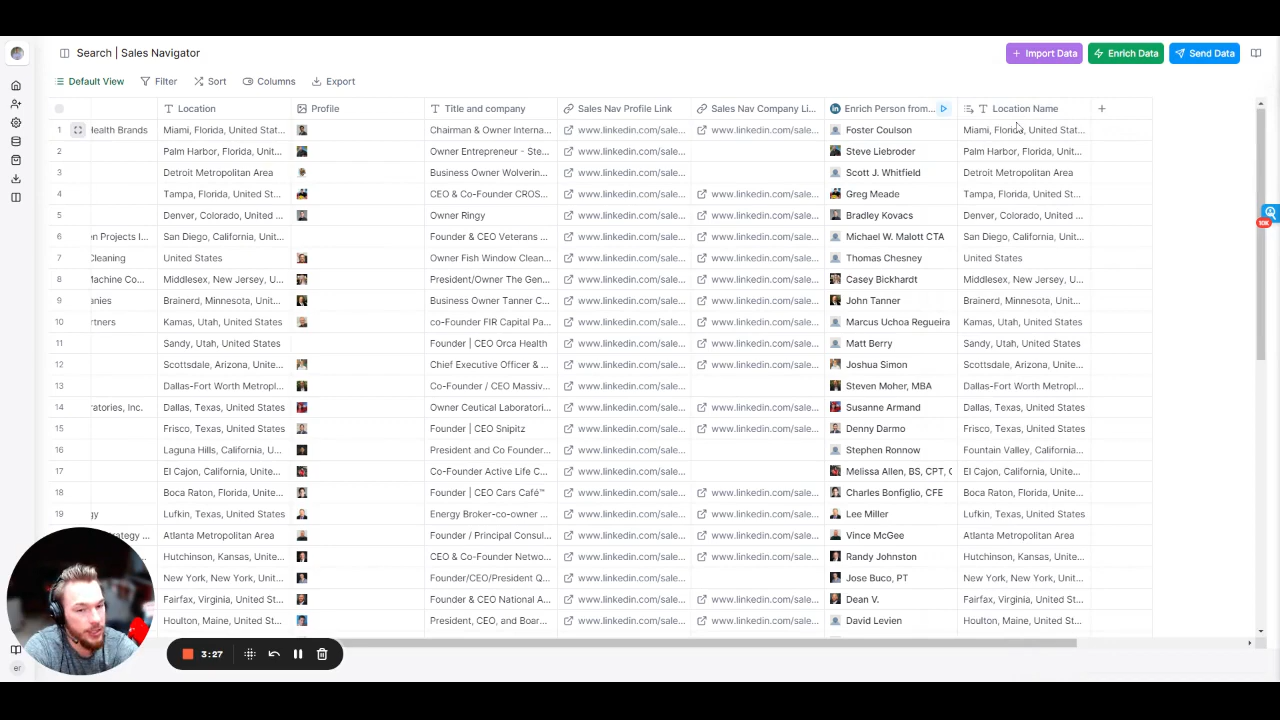 Search | Sales Navigator
Import Data Enrich Data Send Data
Default View Filter Sort Columns Export
Location Profile Title and company Sales Nav Profile Link Sales Nav Company Li... Enrich Person from... Location Name
1 Health Brands Miami, Florida, United Stat... Chairman & Owner Interna... www.linkedin.com/sale... www.linkedin.com/sale... Foster Coulson Miami, Florida, United Stat...
2 Palm Harbor, Florida, Unit... Owner Entrepreneur - Ste... www.linkedin.com/sale... Steve Liebroder Palm Harbor, Florida, Unit...
3 Detroit Metropolitan Area Business Owner Wolverin... www.linkedin.com/sale... Scott J. Whitfield Detroit Metropolitan Area
4 Tampa, Florida, United St... CEO & Co-Founder CROS... www.linkedin.com/sale... www.linkedin.com/sale... Greg Meade Tampa, Florida, United St...
5 Denver, Colorado, United ... Owner Ringy www.linkedin.com/sale... www.linkedin.com/sale... Bradley Kovacs Denver, Colorado, United ...
6 en Projects I... San Diego, California, Unit... Founder & CEO Veterans ... www.linkedin.com/sale... www.linkedin.com/sale... Michael W. Malott CTA San Diego, California, Unit...
7 Cleaning United States Owner Fish Window Clean... www.linkedin.com/sale... www.linkedin.com/sale... Thomas Chesney United States
8 Machine Co... Middlesex, New Jersey, U... President/Owner The Gen... www.linkedin.com/sale... www.linkedin.com/sale... Casey Bickhardt Middlesex, New Jersey, U...
9 anies Brainerd, Minnesota, Unit... Business Owner Tanner C... www.linkedin.com/sale... www.linkedin.com/sale... John Tanner Brainerd, Minnesota, Unit...
10 rtners Kamas, Utah, United States co-Founder FIR Capital Pa... www.linkedin.com/sale... www.linkedin.com/sale... Marcus Uchoa Regueira Kamas, Utah, United States
11 Sandy, Utah, United States Founder | CEO Orca Health www.linkedin.com/sale... www.linkedin.com/sale... Matt Berry Sandy, Utah, United States
12 Scottsdale, Arizona, Unite... Chief Executive Officer & ... www.linkedin.com/sale... www.linkedin.com/sale... Joshua Simon Scottsdale, Arizona, Unite...
13 Dallas-Fort Worth Metropl... Co-Founder / CEO Massiv... www.linkedin.com/sale... Steven Moher, MBA Dallas-Fort Worth Metropl...
14 ratories, Inc. Dallas, Texas, United States Owner Ceutical Laboratori... www.linkedin.com/sale... www.linkedin.com/sale... Susanne Armand Dallas, Texas, United States
15 Frisco, Texas, United States Founder | CEO Snipitz www.linkedin.com/sale... www.linkedin.com/sale... Denny Darmo Frisco, Texas, United States
16 Laguna Hills, California, U... President and Co Founder... www.linkedin.com/sale... Stephen Ronnow Fountain Valley, California...
17 El Cajon, California, Unite... Co-Founder Active Life C... www.linkedin.com/sale... Melissa Allen, BS, CPT, C El Cajon, California, Unite...
18 Boca Raton, Florida, Unit... Founder | CEO Cars Café™ www.linkedin.com/sale... www.linkedin.com/sale... Charles Bonfiglio, CFE Boca Raton, Florida, Unit...
19 gy Lufkin, Texas, United States Energy Broker-co-owner ... www.linkedin.com/sale... www.linkedin.com/sale... Lee Miller Lufkin, Texas, United States
trategy ... Atlanta Metropolitan Area Founder / Principal Consul... www.linkedin.com/sale... www.linkedin.com/sale... Vince McGee Atlanta Metropolitan Area
Hutchinson, Kansas, Unit... CEO & Co-Founder Netwo... www.linkedin.com/sale... www.linkedin.com/sale... Randy Johnston Hutchinson, Kansas, Unit...
New York, New York, Unit... Founder/CEO/President Q... www.linkedin.com/sale... Jose Buco, PT New York, New York, Unit...
Fairfax, Virginia, United St... Founder & CEO National A... www.linkedin.com/sale... www.linkedin.com/sale... Dean V. Fairfax, Virginia, United St...
Houlton, Maine, United St... President, CEO, and Boar... www.linkedin.com/sale... www.linkedin.com/sale... David Levien Houlton, Maine, United St...
10K
3:27
er